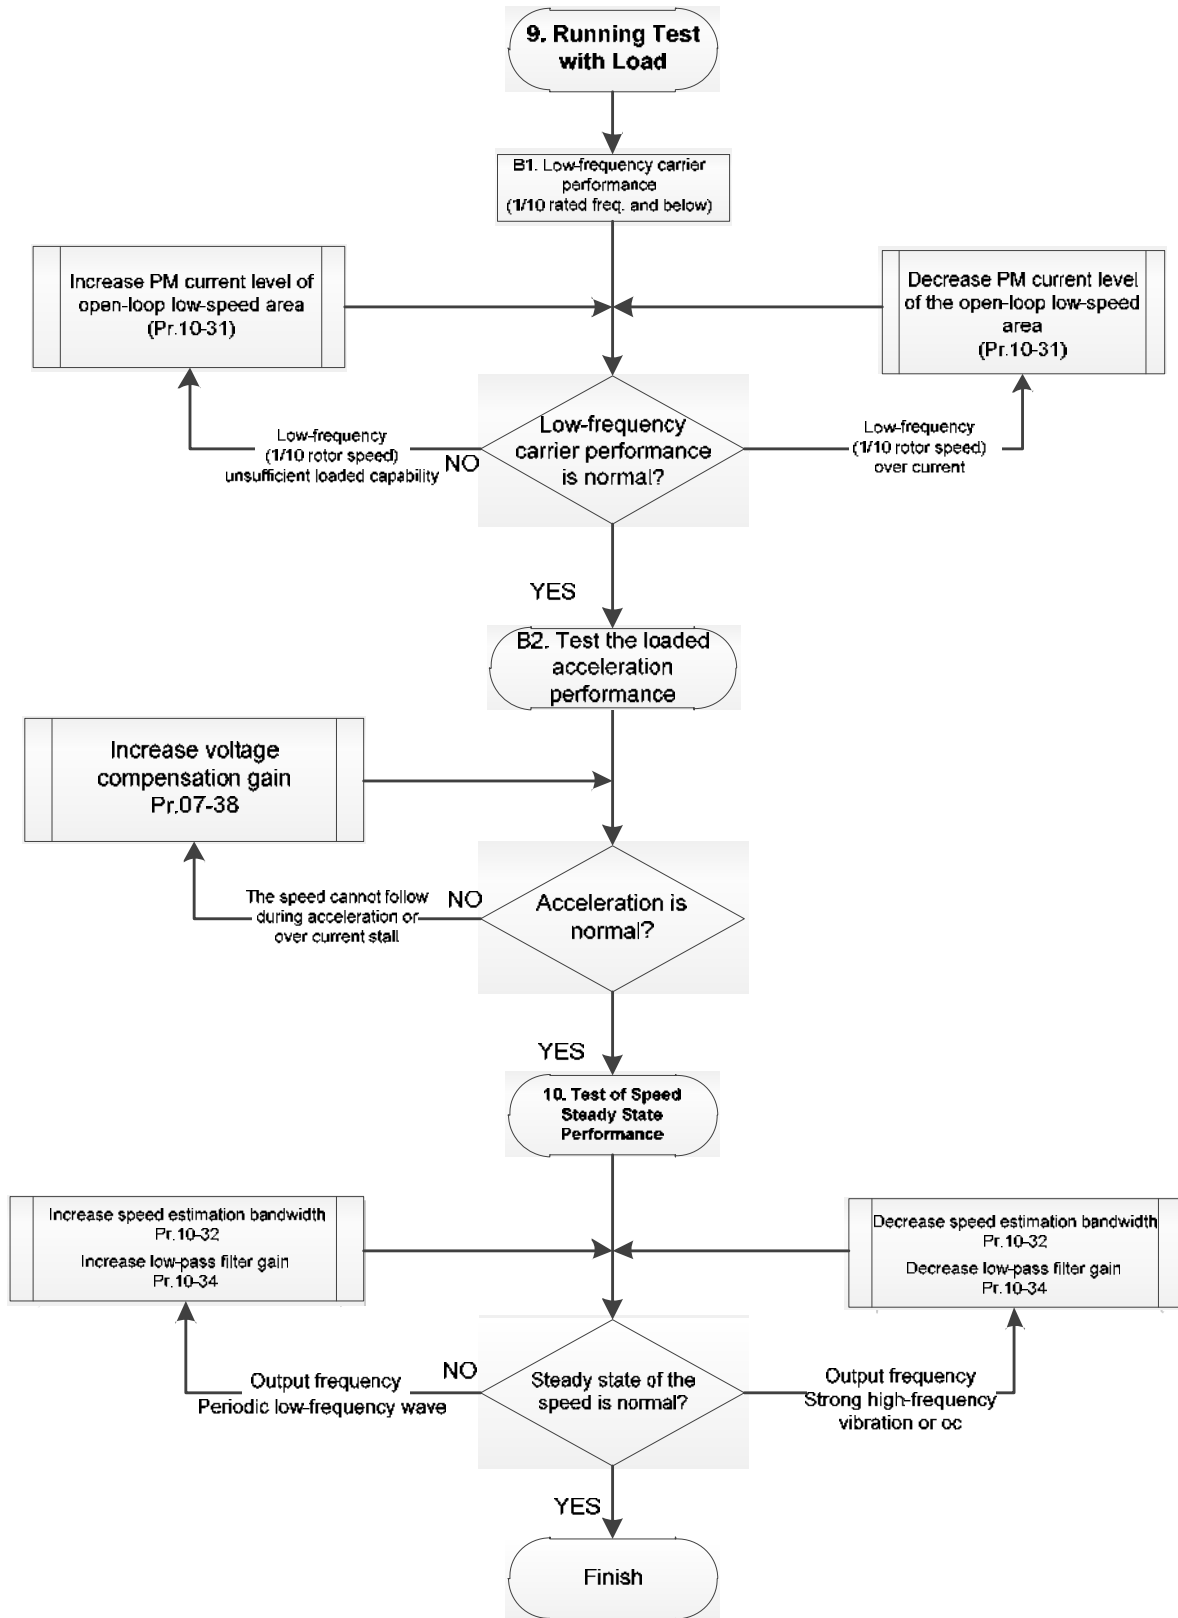 9. Running Test
with Load
B1. Low-frequency carrier
performance
(1/10 rated freq. and below)
Increase PM current level of
open-loop low-speed area
(Pr.10-31)
Decrease PM current level
of the open-loop low-speed
area
(Pr.10-31)
Low-frequency
carrier performance
is normal?
Low-frequency
(1/10 rotor speed)
unsufficient loaded capability
NO
Low-frequency
(1/10 rotor speed)
over current
YES
B2. Test the loaded
acceleration
performance
Increase voltage
compensation gain
Pr.07-38
The speed cannot follow
during acceleration or
over current stall
NO
Acceleration is
normal?
YES
10. Test of Speed
Steady State
Performance
Increase speed estimation bandwidth
Pr.10-32
Increase low-pass filter gain
Pr.10-34
Decrease speed estimation bandwidth
Pr.10-32
Decrease low-pass filter gain
Pr.10-34
Output frequency
Periodic low-frequency wave
NO
Steady state of the
speed is normal?
Output frequency
Strong high-frequency
vibration or oc
YES
Finish